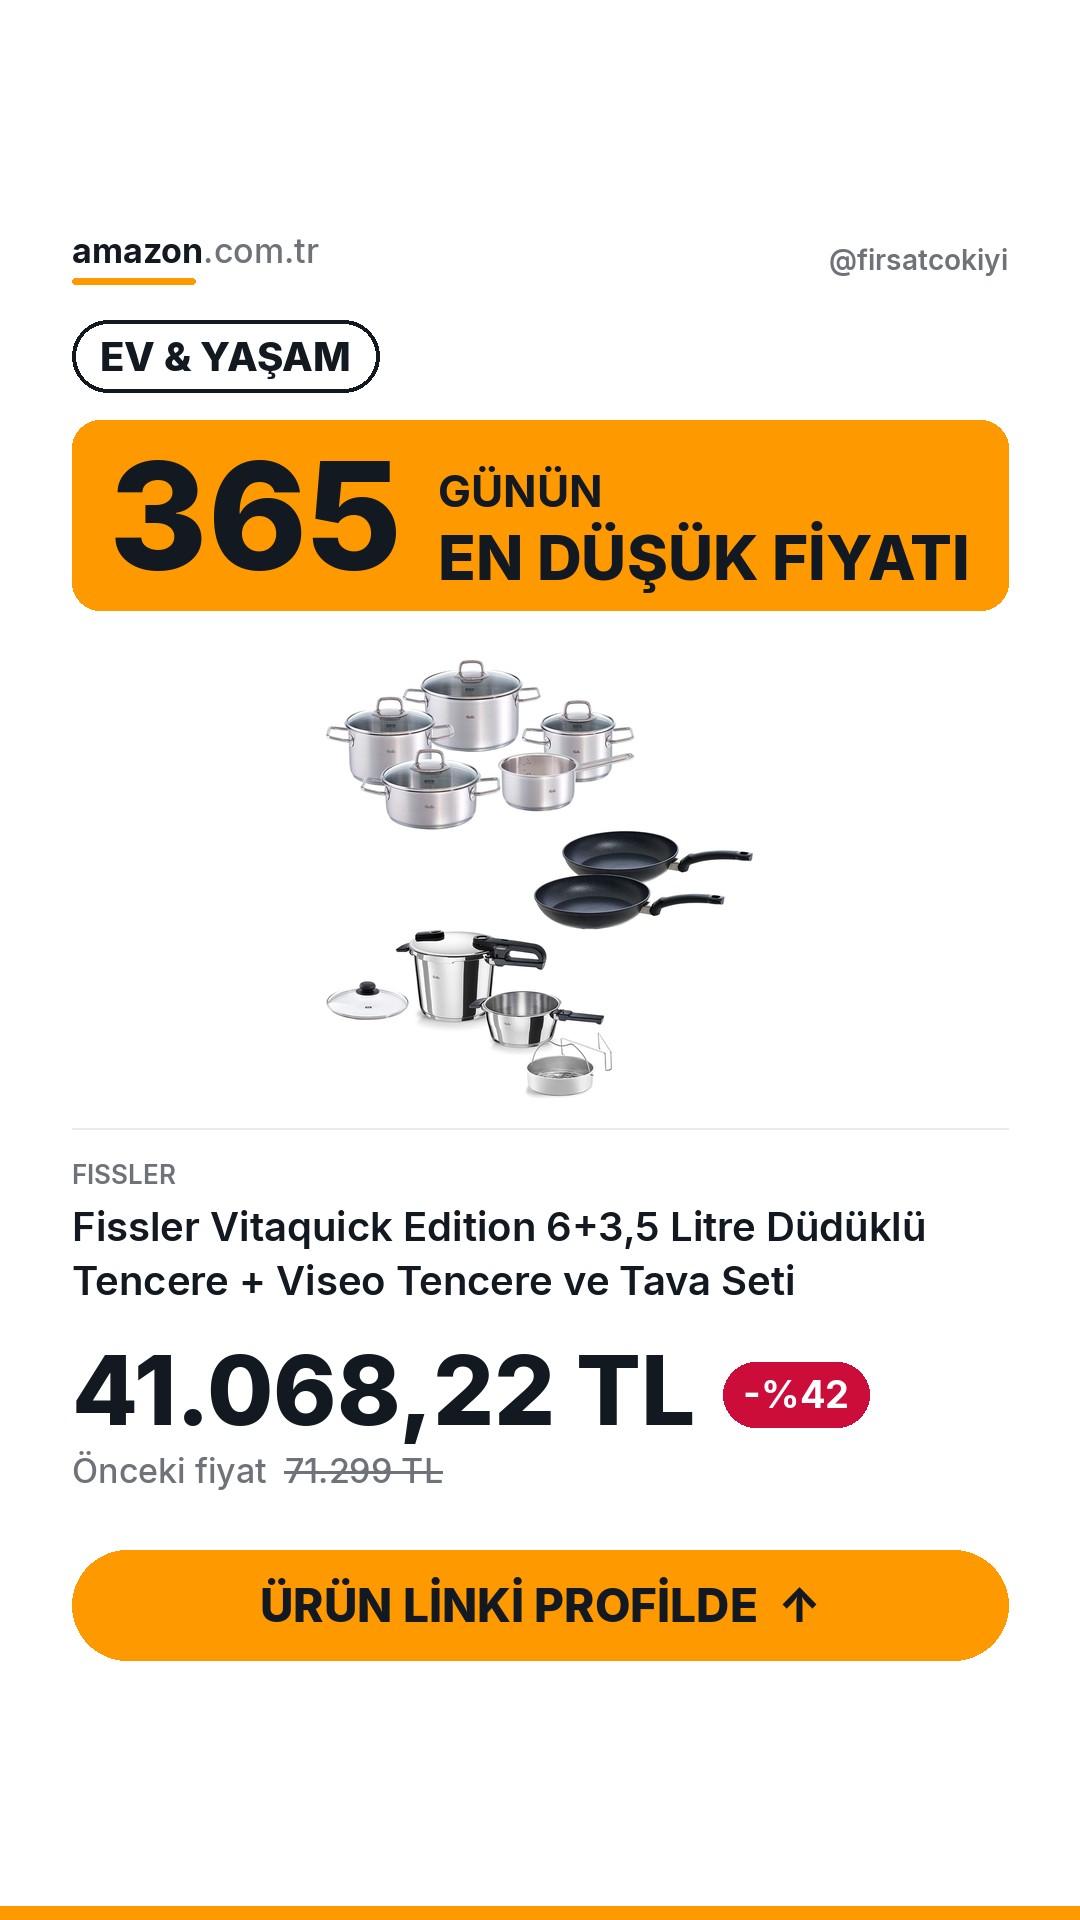 amazon.com.tr
@firsatcokiyi
EV & YAŞAM
365
GÜNÜN
EN DÜŞÜK FİYATI
FISSLER
Fissler Vitaquick Edition 6+3,5 Litre Düdüklü
Tencere + Viseo Tencere ve Tava Seti
41.068,22 TL
-%42
Önceki fiyat 71.299 TL
ÜRÜN LİNKİ PROFİLDE ↑